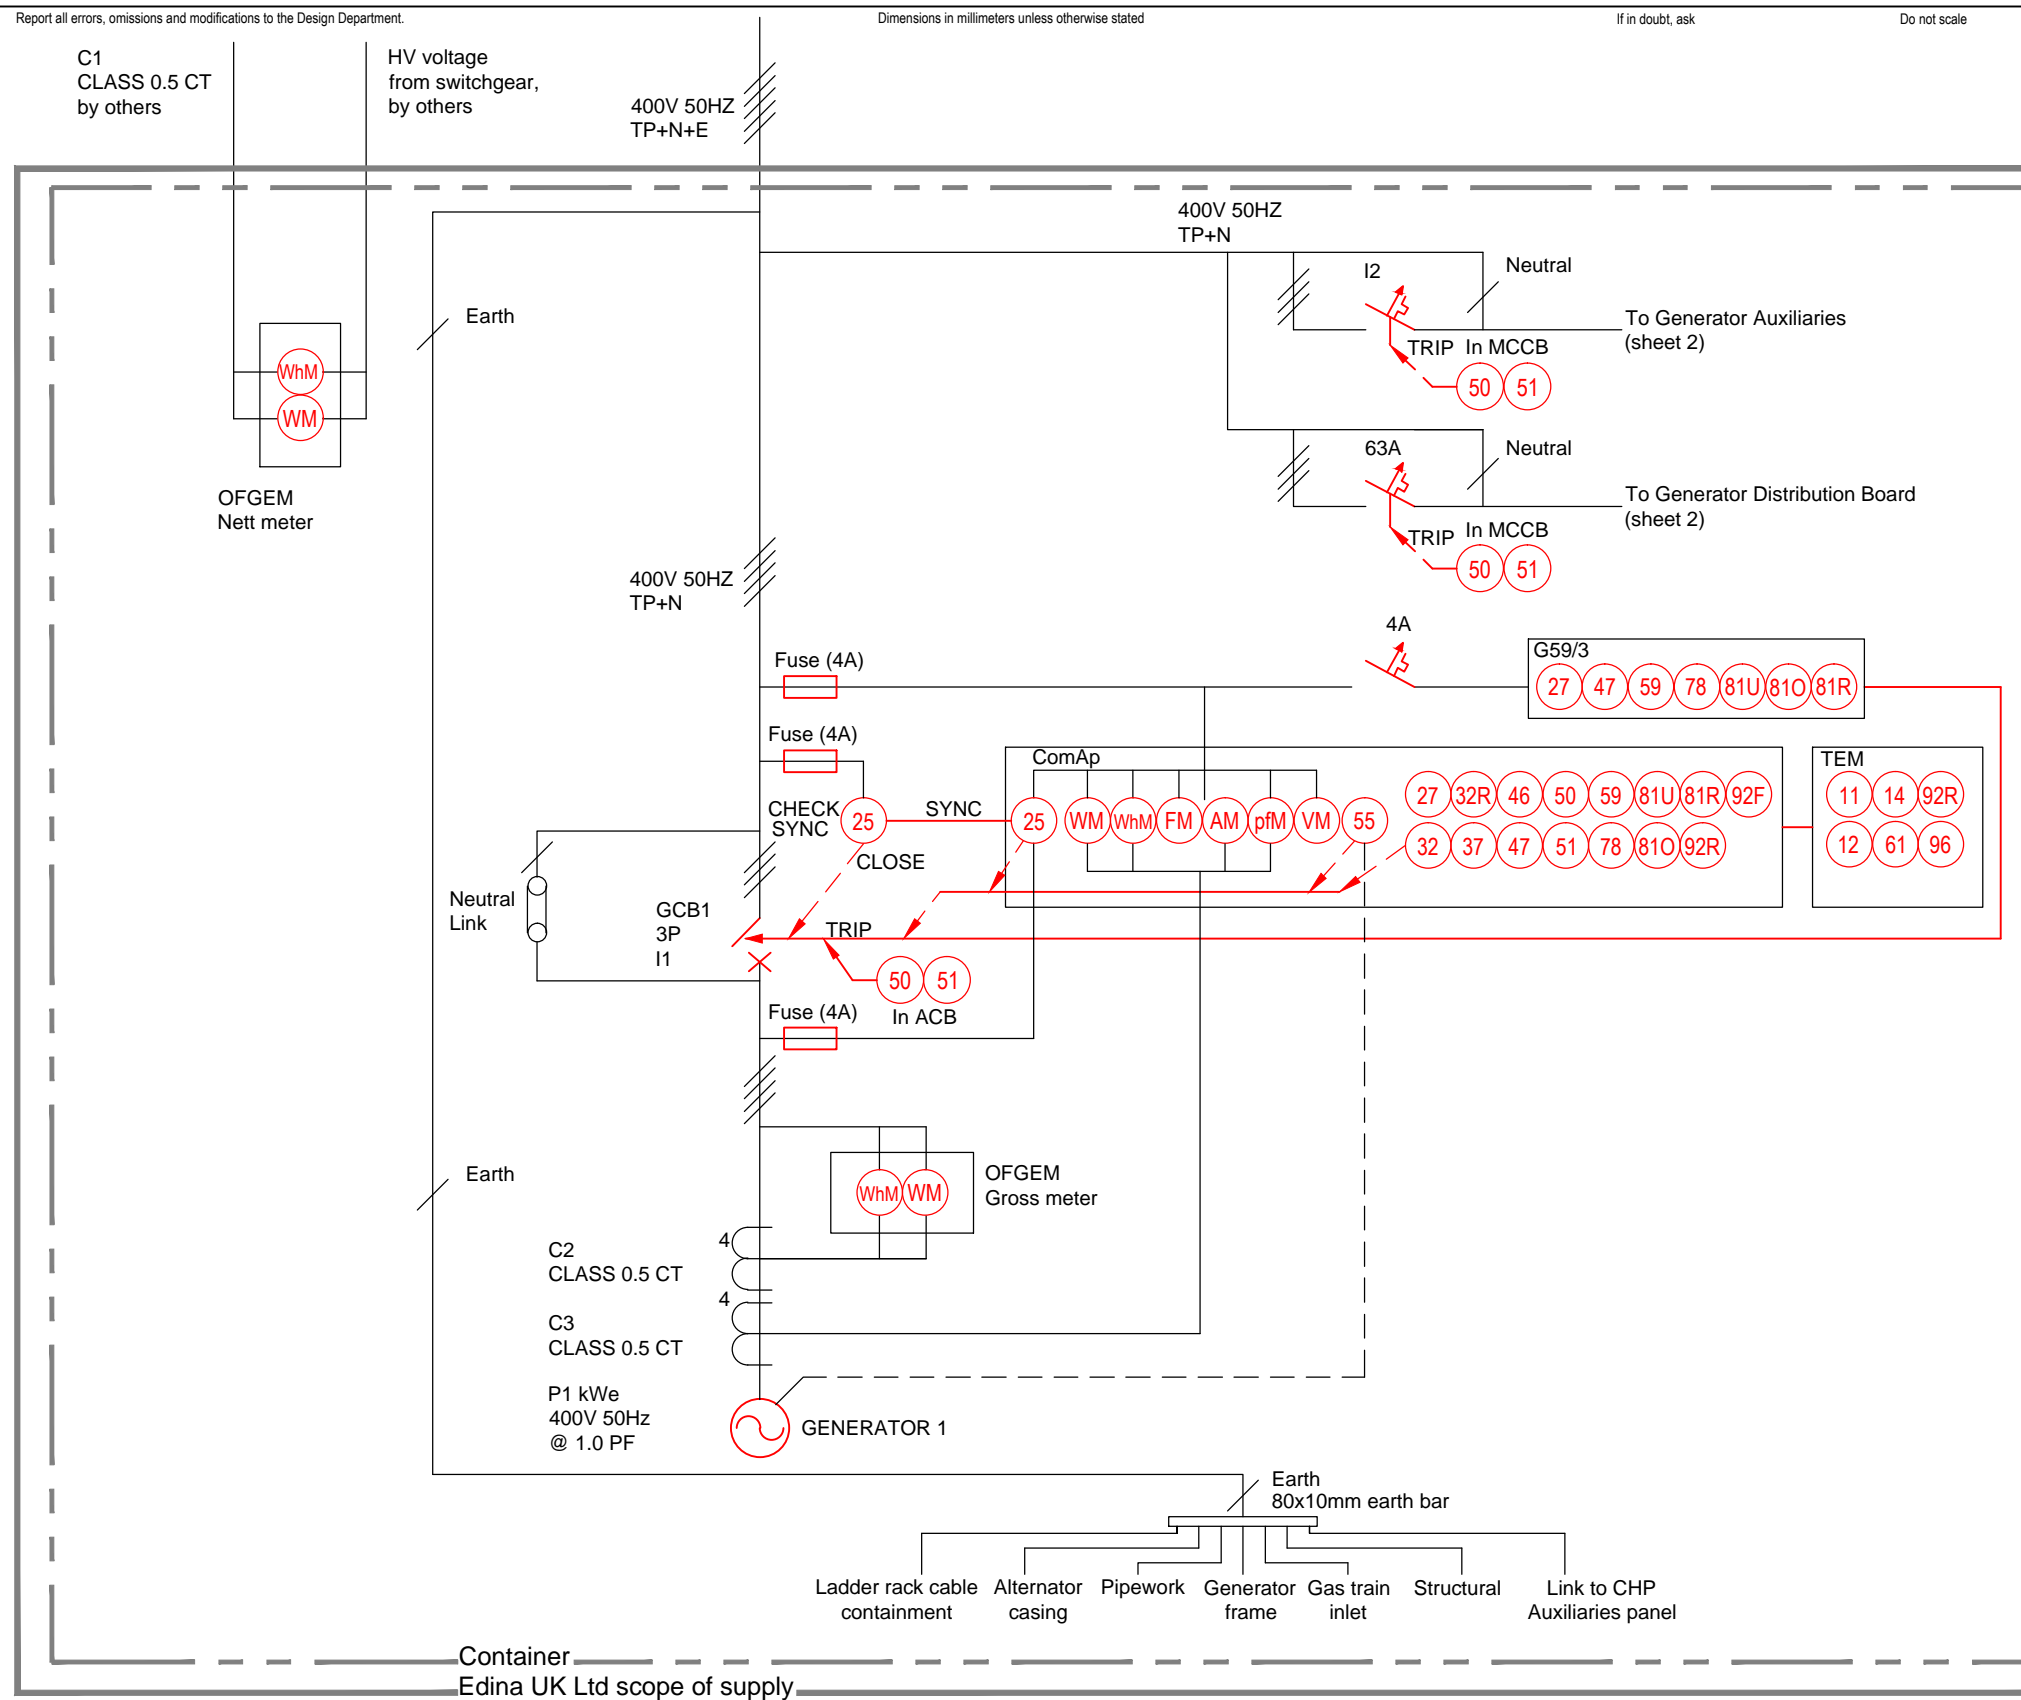 Report all errors, omissions and modifications to the Design Department.
Dimensions in millimeters unless otherwise stated
If in doubt, ask
Do not scale
C1
CLASS 0.5 CT
by others
HV voltage
from switchgear,
by others
400V 50HZ
TP+N+E
400V 50HZ
TP+N
I2
Neutral
Earth
To Generator Auxiliaries
(sheet 2)
TRIP
In MCCB
50
51
WhM
WM
OFGEM
Nett meter
63A
Neutral
To Generator Distribution Board
(sheet 2)
TRIP
In MCCB
50
51
400V 50HZ
TP+N
4A
Fuse (4A)
G59/3
27
47
59
78
81U
81O
81R
Fuse (4A)
ComAp
TEM
CHECK
SYNC
25
SYNC
25
WM
WhM
FM
AM
pfM
VM
55
27
32R
46
50
59
81U
81R
92F
32
37
47
51
78
81O
92R
11
14
92R
12
61
96
CLOSE
Neutral
Link
GCB1
3P
I1
TRIP
50
51
In ACB
Fuse (4A)
Earth
WhM
WM
OFGEM
Gross meter
C2
CLASS 0.5 CT
4
C3
CLASS 0.5 CT
4
P1 kWe
400V 50Hz
@ 1.0 PF
GENERATOR 1
Earth
80x10mm earth bar
Ladder rack cable
containment
Alternator
casing
Pipework
Generator
frame
Gas train
inlet
Structural
Link to CHP
Auxiliaries panel
Container
Edina UK Ltd scope of supply